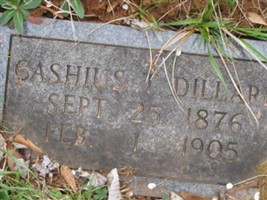 CASHIUS L. DILLAR
SEPT. 25 1876
FEB. 1 1905